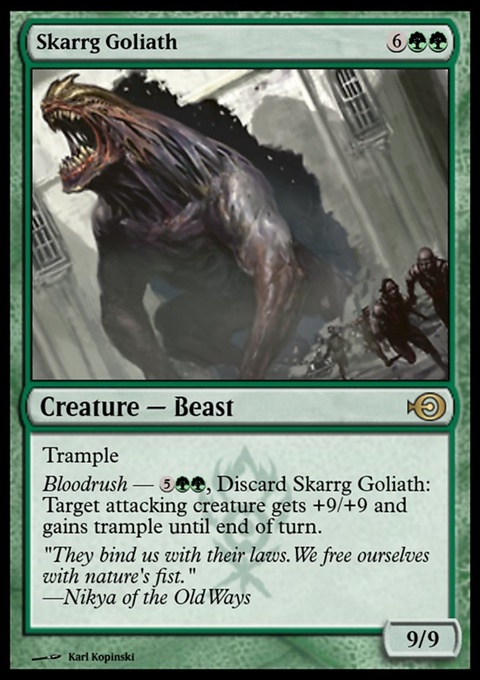 Skarrg Goliath 6
Creature — Beast
Trample
Bloodrush — 5, Discard Skarrg Goliath:
Target attacking creature gets +9/+9 and
gains trample until end of turn.
"They bind us with their laws. We free ourselves
with nature's fist."
—Nikya of the Old Ways
9/9
Karl Kopinski